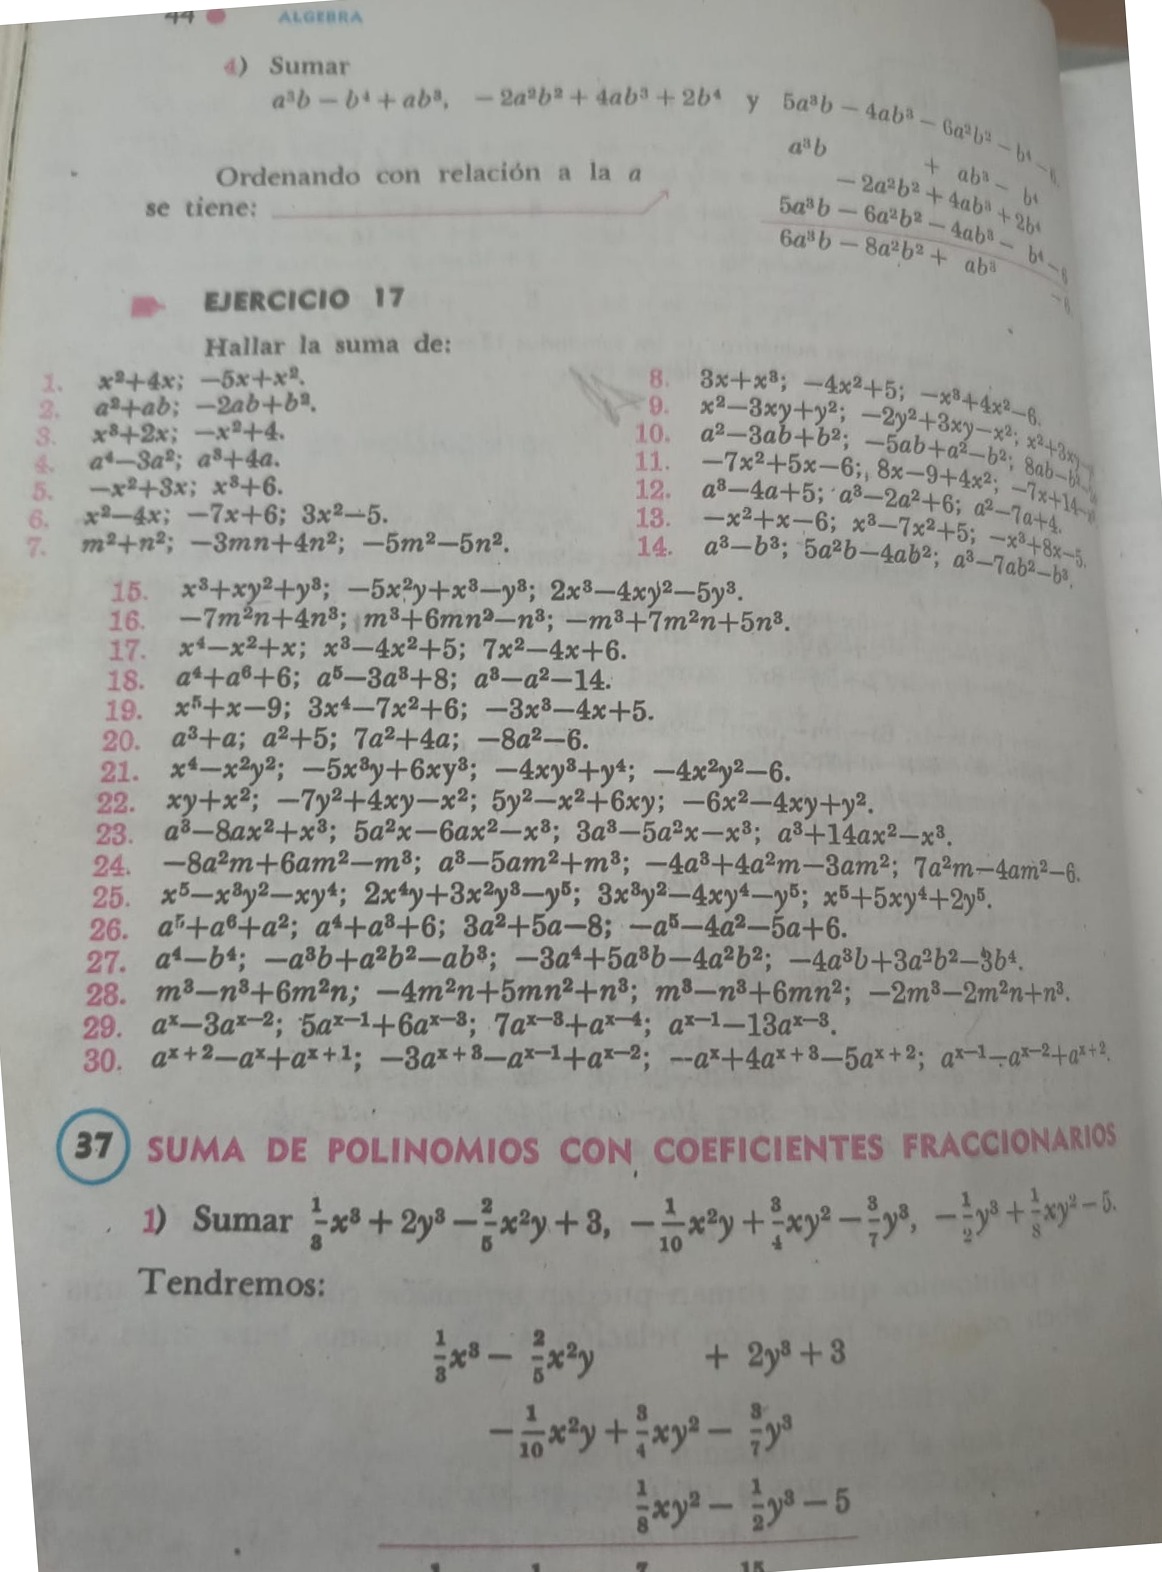 44 ALGEBRA
4) Sumar
a³b – b⁴ + ab³, – 2a²b² + 4ab³ + 2b⁴ y 5a³b – 4ab³ – 6a²b² – b⁴ – 6.
Ordenando con relación a la a
se tiene:
a³b + ab³ – b⁴
– 2a²b² + 4ab³ + 2b⁴
5a³b – 6a²b² – 4ab³ – b⁴ – 6
6a³b – 8a²b² + ab³ – 6.
EJERCICIO 17
Hallar la suma de:
1. x²+4x; –5x+x².
2. a²+ab; –2ab+b².
3. x³+2x; –x²+4.
4. a⁴–3a²; a³+4a.
5. –x²+3x; x³+6.
6. x²–4x; –7x+6; 3x²–5.
7. m²+n²; –3mn+4n²; –5m²–5n².
8. 3x+x³; –4x²+5; –x³+4x²–6.
9. x²–3xy+y²; –2y²+3xy–x²; x²+3xy
10. a²–3ab+b²; –5ab+a²–b²; 8ab–b²
11. –7x²+5x–6; 8x–9+4x²; –7x+14
12. a³–4a+5; a³–2a²+6; a²–7a+4.
13. –x²+x–6; x³–7x²+5; –x³+8x–5.
14. a³–b³; 5a²b–4ab²; a³–7ab²–b³.
15. x³+xy²+y³; –5x²y+x³–y³; 2x³–4xy²–5y³.
16. –7m²n+4n³; m³+6mn²–n³; –m³+7m²n+5n³.
17. x⁴–x²+x; x³–4x²+5; 7x²–4x+6.
18. a⁴+a⁶+6; a⁵–3a³+8; a³–a²–14.
19. x⁵+x–9; 3x⁴–7x²+6; –3x³–4x+5.
20. a³+a; a²+5; 7a²+4a; –8a²–6.
21. x⁴–x²y²; –5x³y+6xy³; –4xy³+y⁴; –4x²y²–6.
22. xy+x²; –7y²+4xy–x²; 5y²–x²+6xy; –6x²–4xy+y².
23. a³–8ax²+x³; 5a²x–6ax²–x³; 3a³–5a²x–x³; a³+14ax²–x³.
24. –8a²m+6am²–m³; a³–5am²+m³; –4a³+4a²m–3am²; 7a²m–4am²–6.
25. x⁵–x³y²–xy⁴; 2x⁴y+3x²y³–y⁵; 3x³y²–4xy⁴–y⁵; x⁵+5xy⁴+2y⁵.
26. a⁵+a⁶+a²; a⁴+a³+6; 3a²+5a–8; –a⁵–4a²–5a+6.
27. a⁴–b⁴; –a³b+a²b²–ab³; –3a⁴+5a³b–4a²b²; –4a³b+3a²b²–3b⁴.
28. m³–n³+6m²n; –4m²n+5mn²+n³; m³–n³+6mn²; –2m³–2m²n+n³.
29. aˣ–3aˣ⁻²; 5aˣ⁻¹+6aˣ⁻³; 7aˣ⁻³+aˣ⁻⁴; aˣ⁻¹–13aˣ⁻³.
30. aˣ⁺²–aˣ+aˣ⁺¹; –3aˣ⁺³–aˣ⁻¹+aˣ⁻²; –aˣ+4aˣ⁺³–5aˣ⁺²; aˣ⁻¹–aˣ⁻²+aˣ⁺².
37 SUMA DE POLINOMIOS CON COEFICIENTES FRACCIONARIOS
1) Sumar 1/3x³ + 2y³ – 2/5x²y + 3, – 1/10x²y + 3/4xy² – 3/7y³, – 1/2y³ + 1/8xy² – 5.
Tendremos:
1/3x³ – 2/5x²y + 2y³ + 3
– 1/10x²y + 3/4xy² – 3/7y³
1/8xy² – 1/2y³ – 5